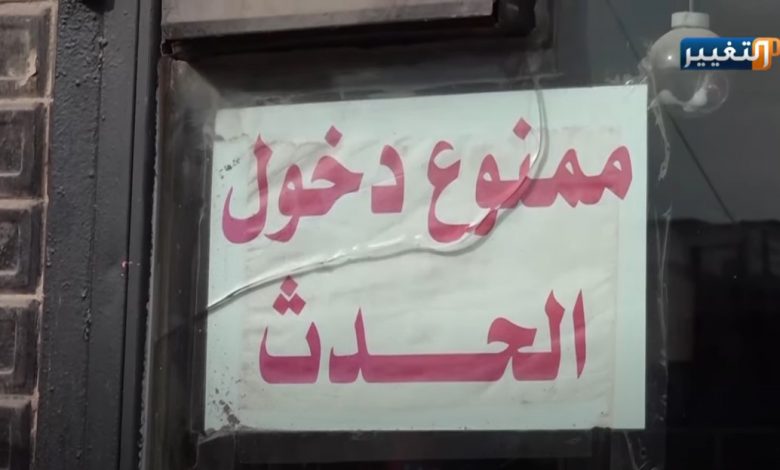 التغيير
ممنوع دخول
الحدث